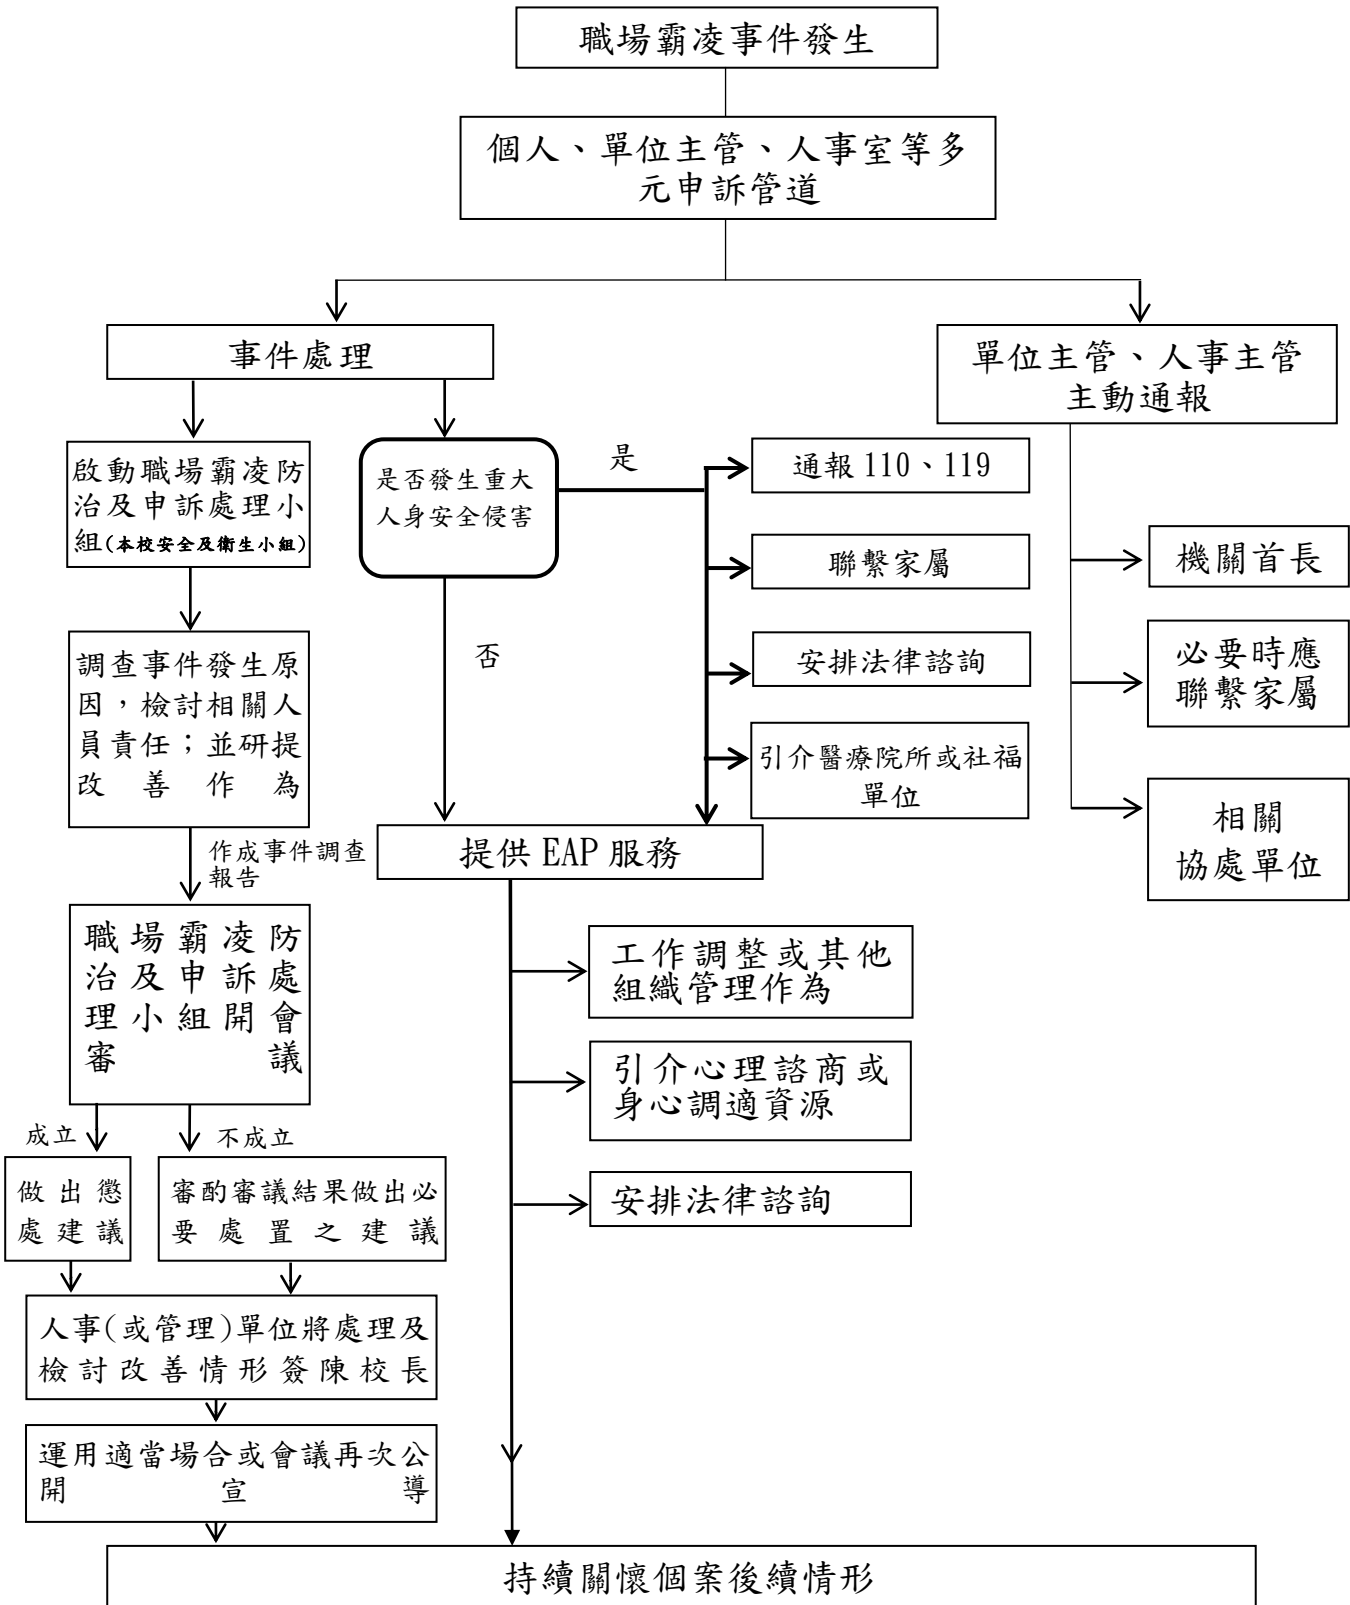 職場霸凌事件發生
個人、單位主管、人事室等多
元申訴管道
事件處理
單位主管、人事主管
主動通報
啟動職場霸凌防
治及申訴處理小
組(本校安全及衛生小組)
是否發生重大
人身安全侵害
是
否
通報 110、119
聯繫家屬
安排法律諮詢
引介醫療院所或社福
單位
機關首長
必要時應
聯繫家屬
相關
協處單位
調查事件發生原
因，檢討相關人
員責任；並研提
改善作為
作成事件調查
報告
提供 EAP 服務
職場霸凌防
治及申訴處
理小組開會
審議
工作調整或其他
組織管理作為
引介心理諮商或
身心調適資源
安排法律諮詢
成立
不成立
做出懲
處建議
審酌審議結果做出必
要處置之建議
人事(或管理)單位將處理及
檢討改善情形簽陳校長
運用適當場合或會議再次公
開宣導
持續關懷個案後續情形